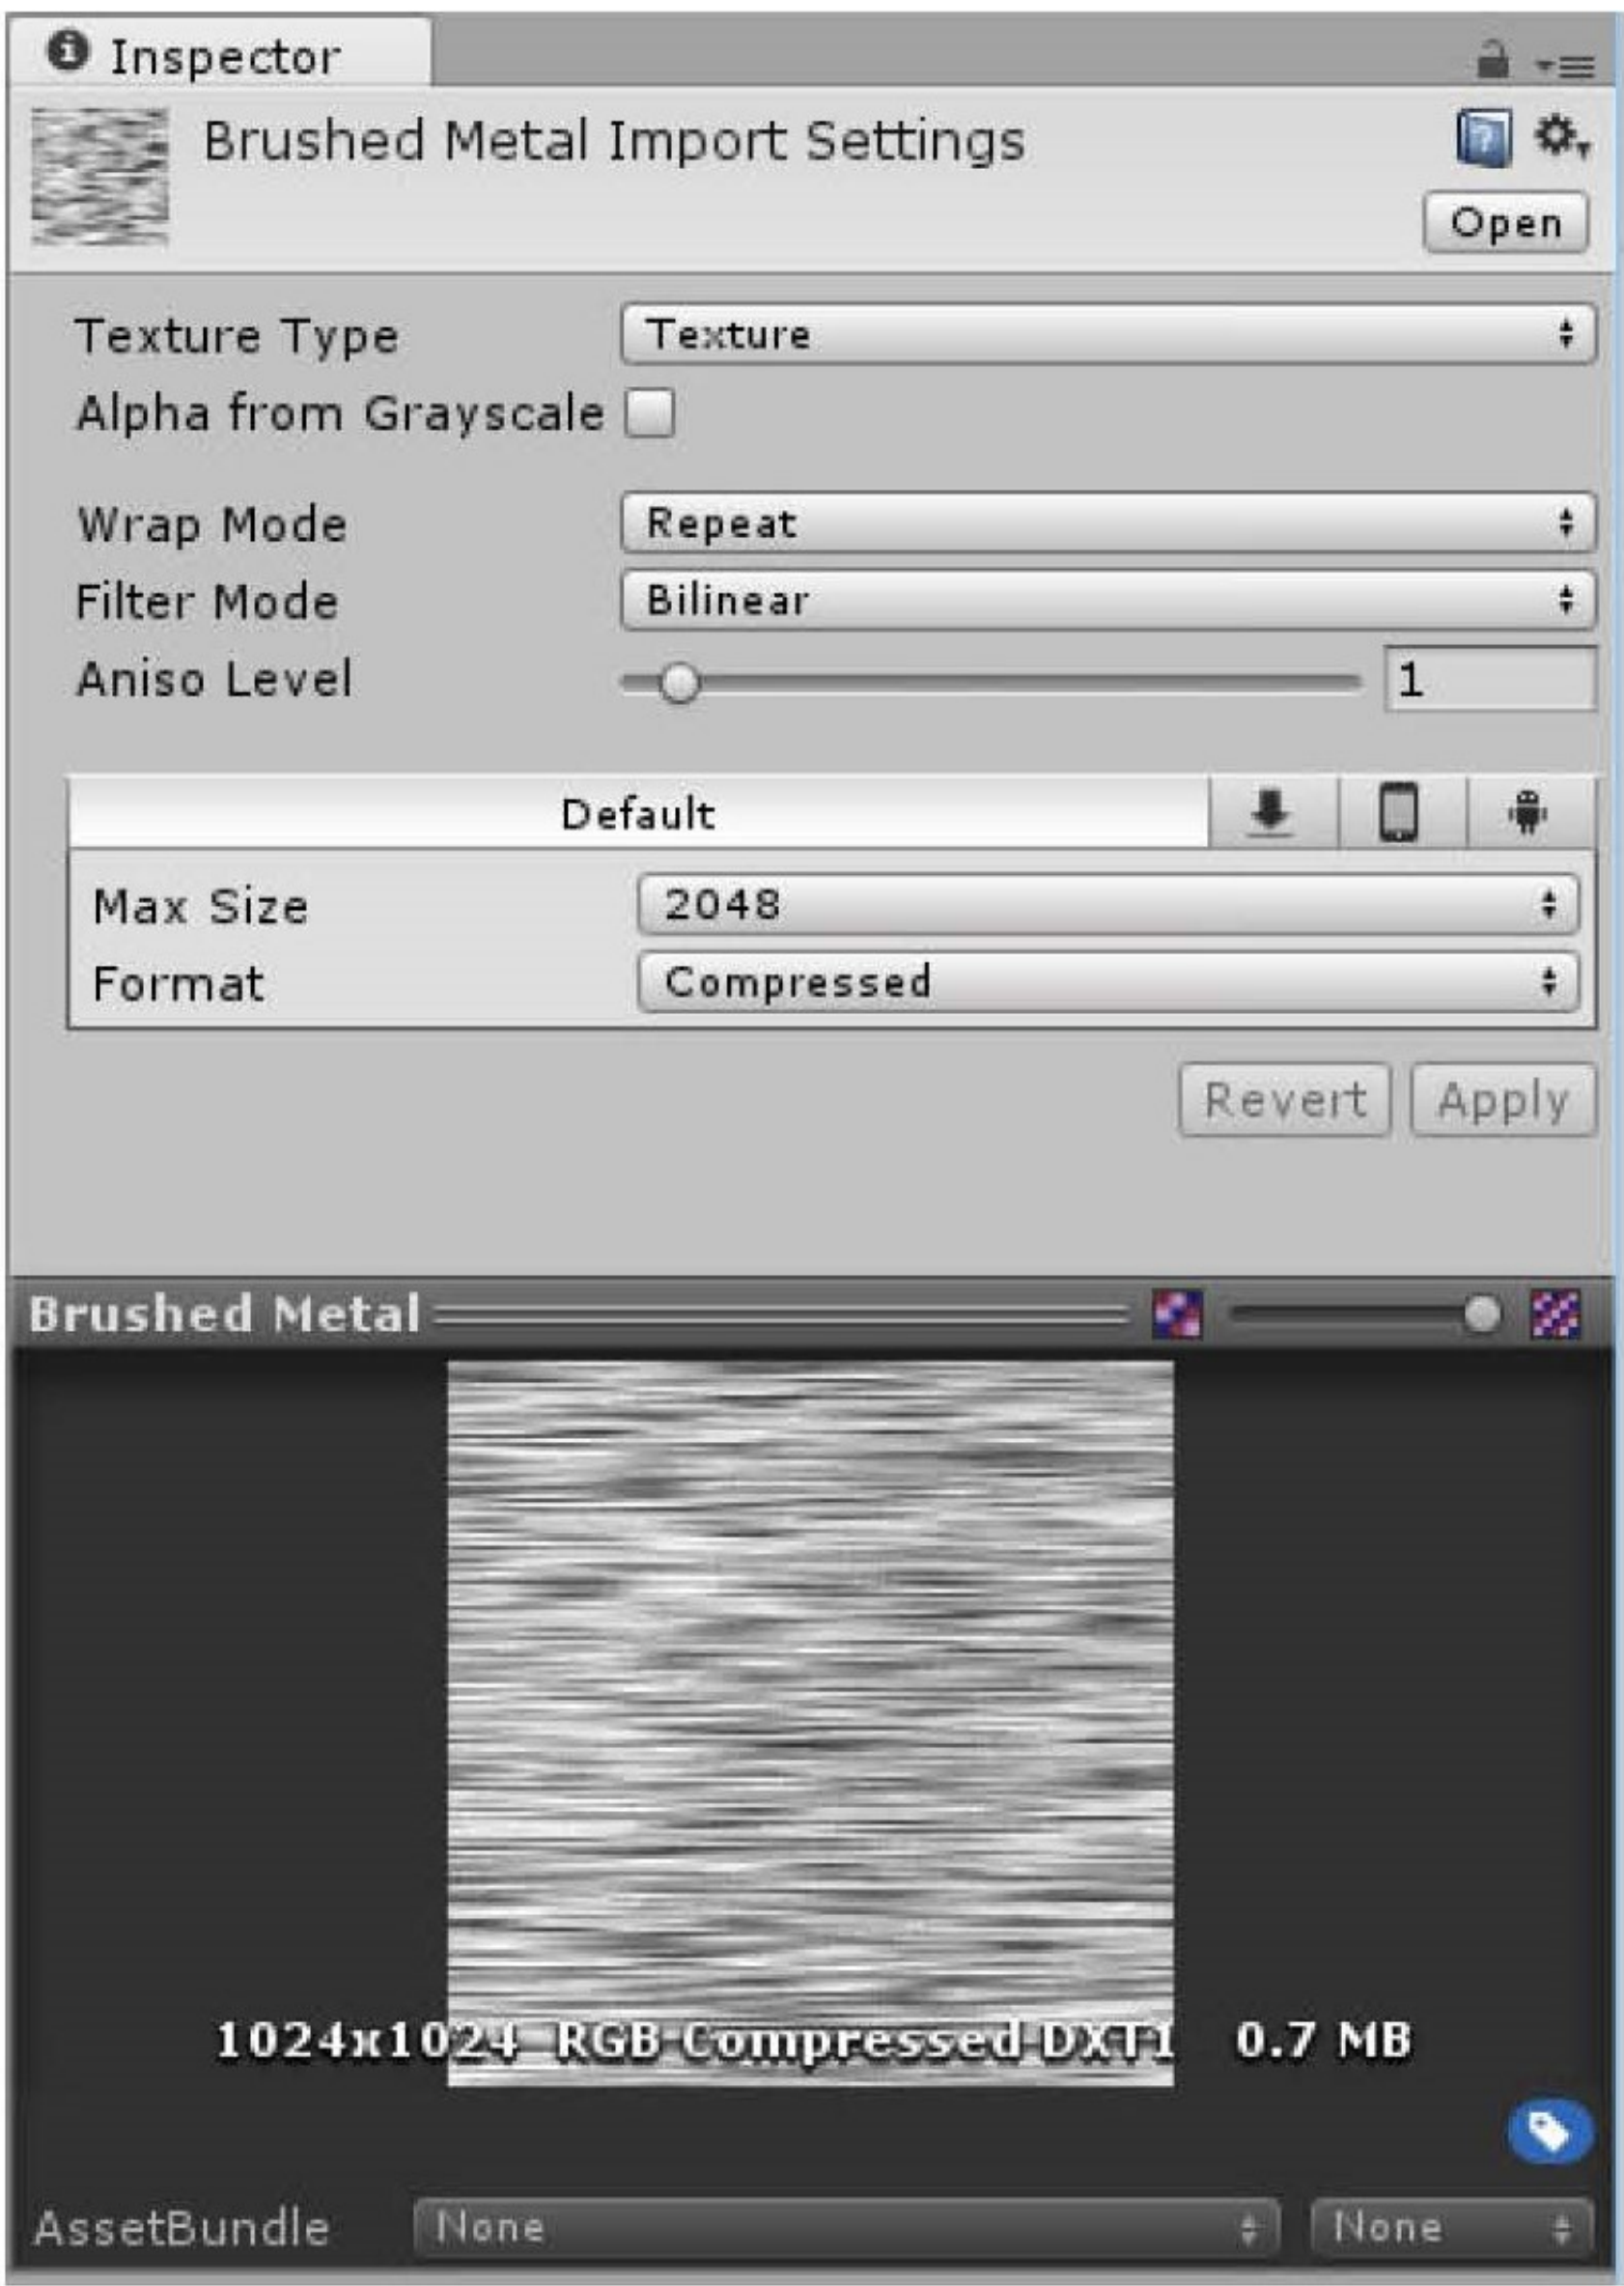 Inspector
Brushed Metal Import Settings
Open
Texture Type Texture
Alpha from Grayscale
Wrap Mode Repeat
Filter Mode Bilinear
Aniso Level 1
Default
Max Size 2048
Format Compressed
Revert Apply
Brushed Metal
1024x1024 RGB Compressed DXT1 0.7 MB
AssetBundle None None